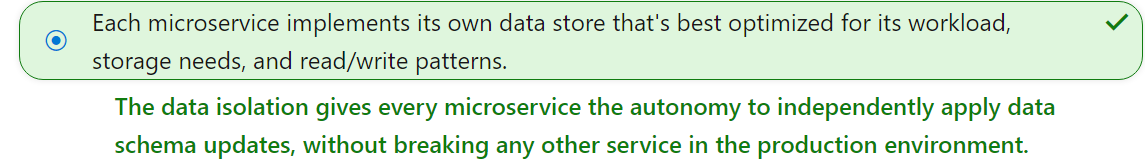 Each microservice implements its own data store that's best optimized for its workload,
storage needs, and read/write patterns.
The data isolation gives every microservice the autonomy to independently apply data
schema updates, without breaking any other service in the production environment.